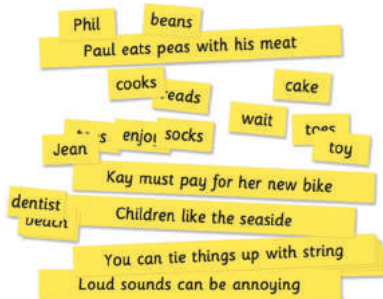 Phil
beans
Paul eats peas with his meat
cooks
cake
wait
enjoy
socks
toes
Jean
toy
Kay must pay for her new bike
dentist
Children like the seaside
You can tie things up with string
Loud sounds can be annoying